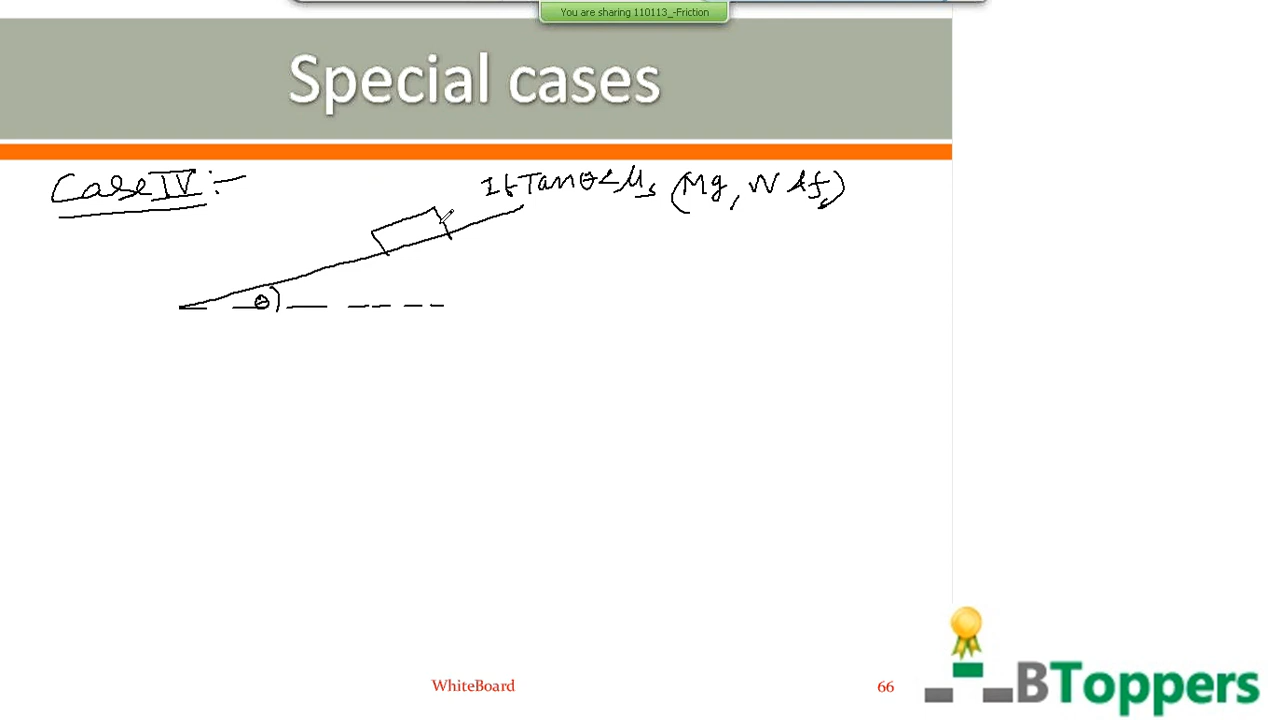 You are sharing 110113_-Friction
Special cases
Case IV :-
If Tanθ < μs (Mg, N & f)
θ
WhiteBoard
66
BToppers